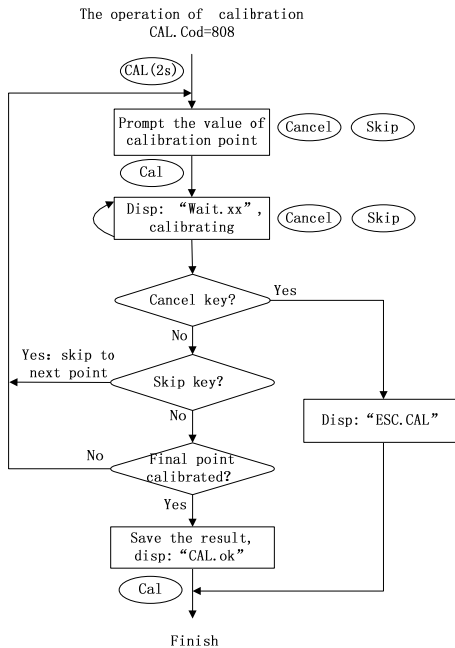 The operation of calibration
CAL.Cod=808
CAL(2s)
Prompt the value of
calibration point
Cancel
Skip
Cal
Disp: “Wait.xx”,
calibrating
Cancel
Skip
Cancel key?
Yes
No
Yes: skip to
next point
Skip key?
No
Disp:“ESC.CAL”
No
Final point
calibrated?
Yes
Save the result,
disp:“CAL.ok”
Cal
Finish